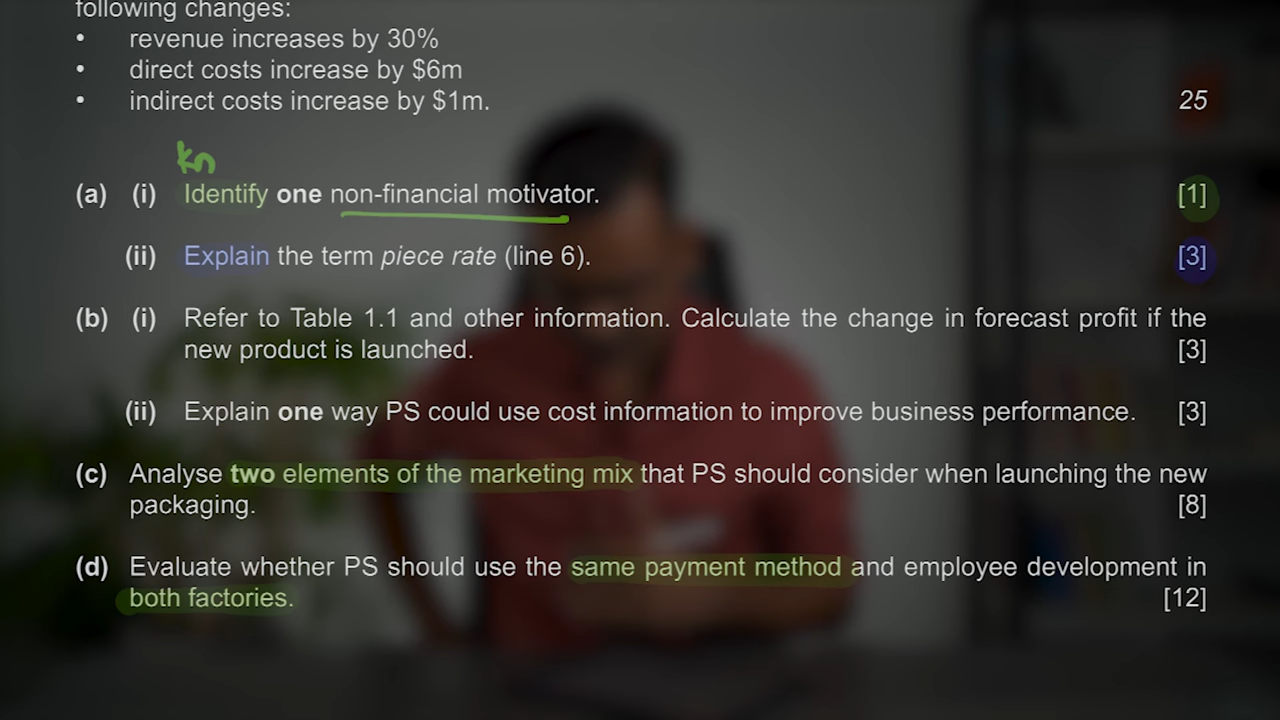 following changes:
• revenue increases by 30%
• direct costs increase by $6m
• indirect costs increase by $1m. 25
kn
(a) (i) Identify one non-financial motivator. [1]
(ii) Explain the term piece rate (line 6). [3]
(b) (i) Refer to Table 1.1 and other information. Calculate the change in forecast profit if the
new product is launched. [3]
(ii) Explain one way PS could use cost information to improve business performance. [3]
(c) Analyse two elements of the marketing mix that PS should consider when launching the new
packaging. [8]
(d) Evaluate whether PS should use the same payment method and employee development in
both factories. [12]